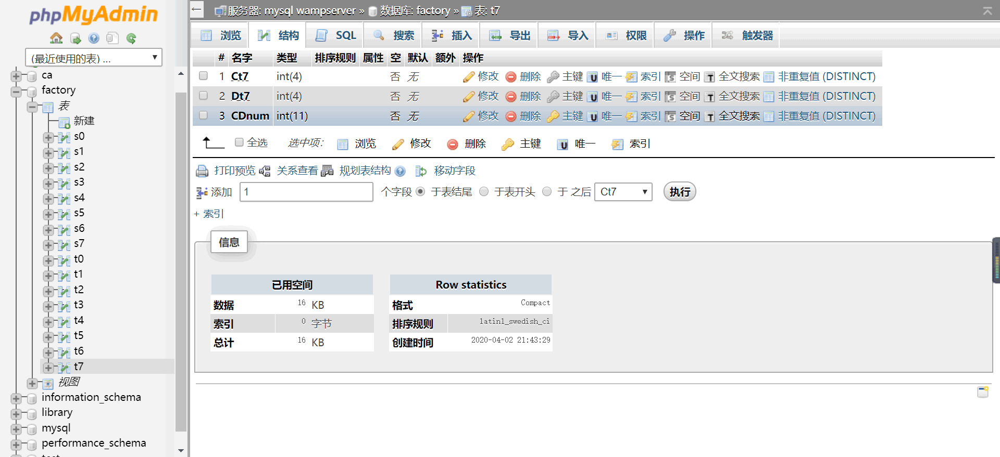 phpMyAdmin
(最近使用的表) ...
ca
factory
表
新建
s0
s1
s2
s3
s4
s5
s6
s7
t0
t1
t2
t3
t4
t5
t6
t7
视图
information_schema
library
mysql
performance_schema
服务器: mysql wampserver » 数据库: factory » 表: t7
浏览 结构 SQL 搜索 插入 导出 导入 权限 操作 触发器
# 名字 类型 排序规则 属性 空 默认 额外 操作
1 Ct7 int(4) 否 无 修改 删除 主键 唯一 索引 空间 全文搜索 非重复值 (DISTINCT)
2 Dt7 int(4) 否 无 修改 删除 主键 唯一 索引 空间 全文搜索 非重复值 (DISTINCT)
3 CDnum int(11) 否 无 修改 删除 主键 唯一 索引 空间 全文搜索 非重复值 (DISTINCT)
全选 选中项: 浏览 修改 删除 主键 唯一 索引
打印预览 关系查看 规划表结构 移动字段
添加 1 个字段 于表结尾 于表开头 于 之后 Ct7 执行
+ 索引
信息
已用空间
数据 16 KB
索引 0 字节
总计 16 KB
Row statistics
格式 Compact
排序规则 latin1_swedish_ci
创建时间 2020-04-02 21:43:29